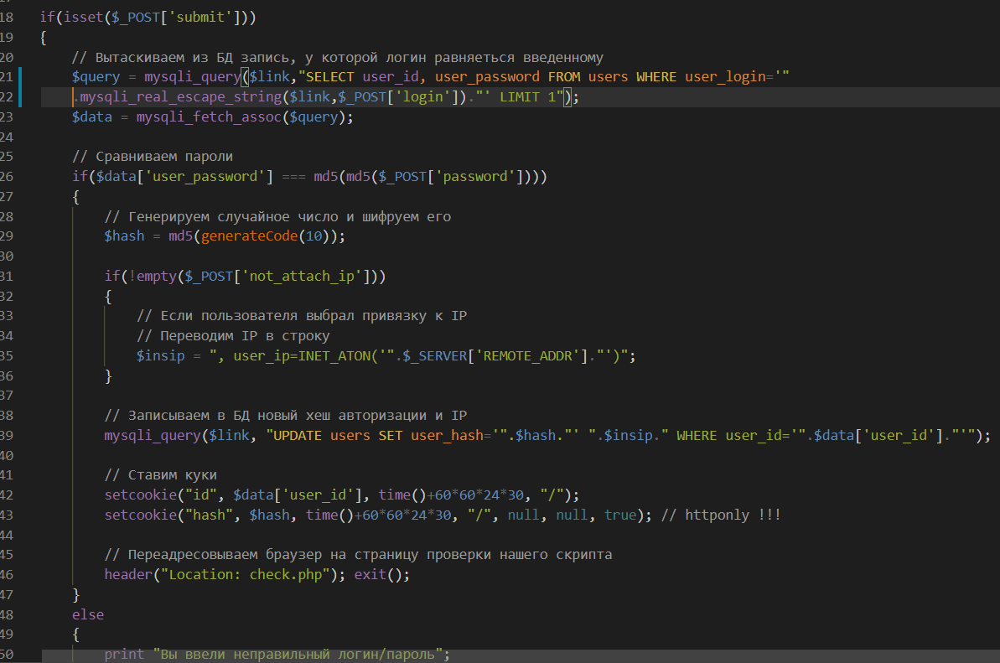 18 if(isset($_POST['submit']))
19 {
20 // Вытаскиваем из БД запись, у которой логин равняеться введенному
21 $query = mysqli_query($link,"SELECT user_id, user_password FROM users WHERE user_login='"
22 .mysqli_real_escape_string($link,$_POST['login'])."' LIMIT 1");
23 $data = mysqli_fetch_assoc($query);
24
25 // Сравниваем пароли
26 if($data['user_password'] === md5(md5($_POST['password'])))
27 {
28 // Генерируем случайное число и шифруем его
29 $hash = md5(generateCode(10));
30
31 if(!empty($_POST['not_attach_ip']))
32 {
33 // Если пользователя выбрал привязку к IP
34 // Переводим IP в строку
35 $insip = ", user_ip=INET_ATON('".$_SERVER['REMOTE_ADDR']."')";
36 }
37
38 // Записываем в БД новый хеш авторизации и IP
39 mysqli_query($link, "UPDATE users SET user_hash='".$hash."' ".$insip." WHERE user_id='".$data['user_id']."'");
40
41 // Ставим куки
42 setcookie("id", $data['user_id'], time()+60*60*24*30, "/");
43 setcookie("hash", $hash, time()+60*60*24*30, "/", null, null, true); // httponly !!!
44
45 // Переадресовываем браузер на страницу проверки нашего скрипта
46 header("Location: check.php"); exit();
47 }
48 else
49 {
50 print "Вы ввели неправильный логин/пароль";